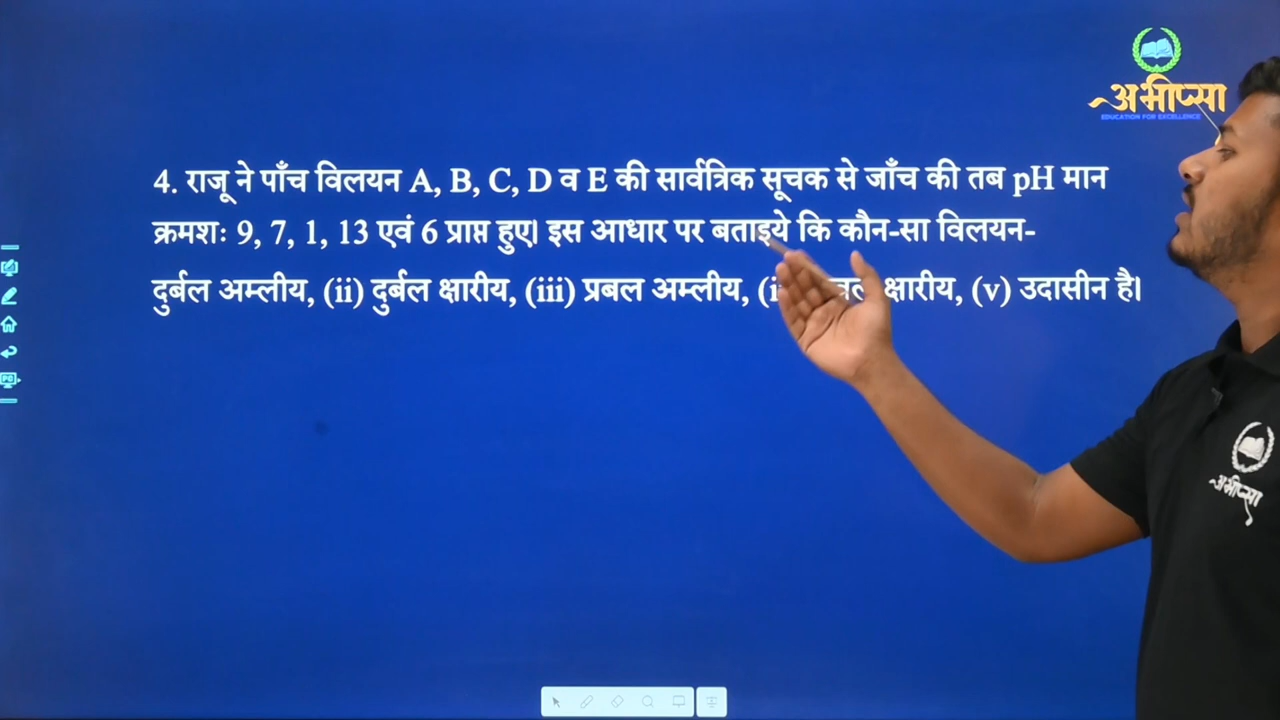 अभीप्सा
EDUCATION FOR EXCELLENCE
4. राजू ने पाँच विलयन A, B, C, D व E की सार्वत्रिक सूचक से जाँच की तब pH मान
क्रमशः 9, 7, 1, 13 एवं 6 प्राप्त हुए। इस आधार पर बताइये कि कौन-सा विलयन-
दुर्बल अम्लीय, (ii) दुर्बल क्षारीय, (iii) प्रबल अम्लीय, क्षारीय, (v) उदासीन है।
अभीप्सा